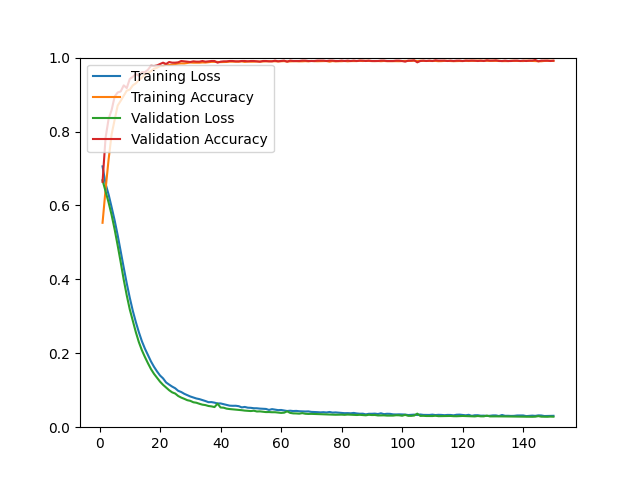 1.0
0.8
0.6
0.4
0.2
0.0
Training Loss
Training Accuracy
Validation Loss
Validation Accuracy
0 20 40 60 80 100 120 140